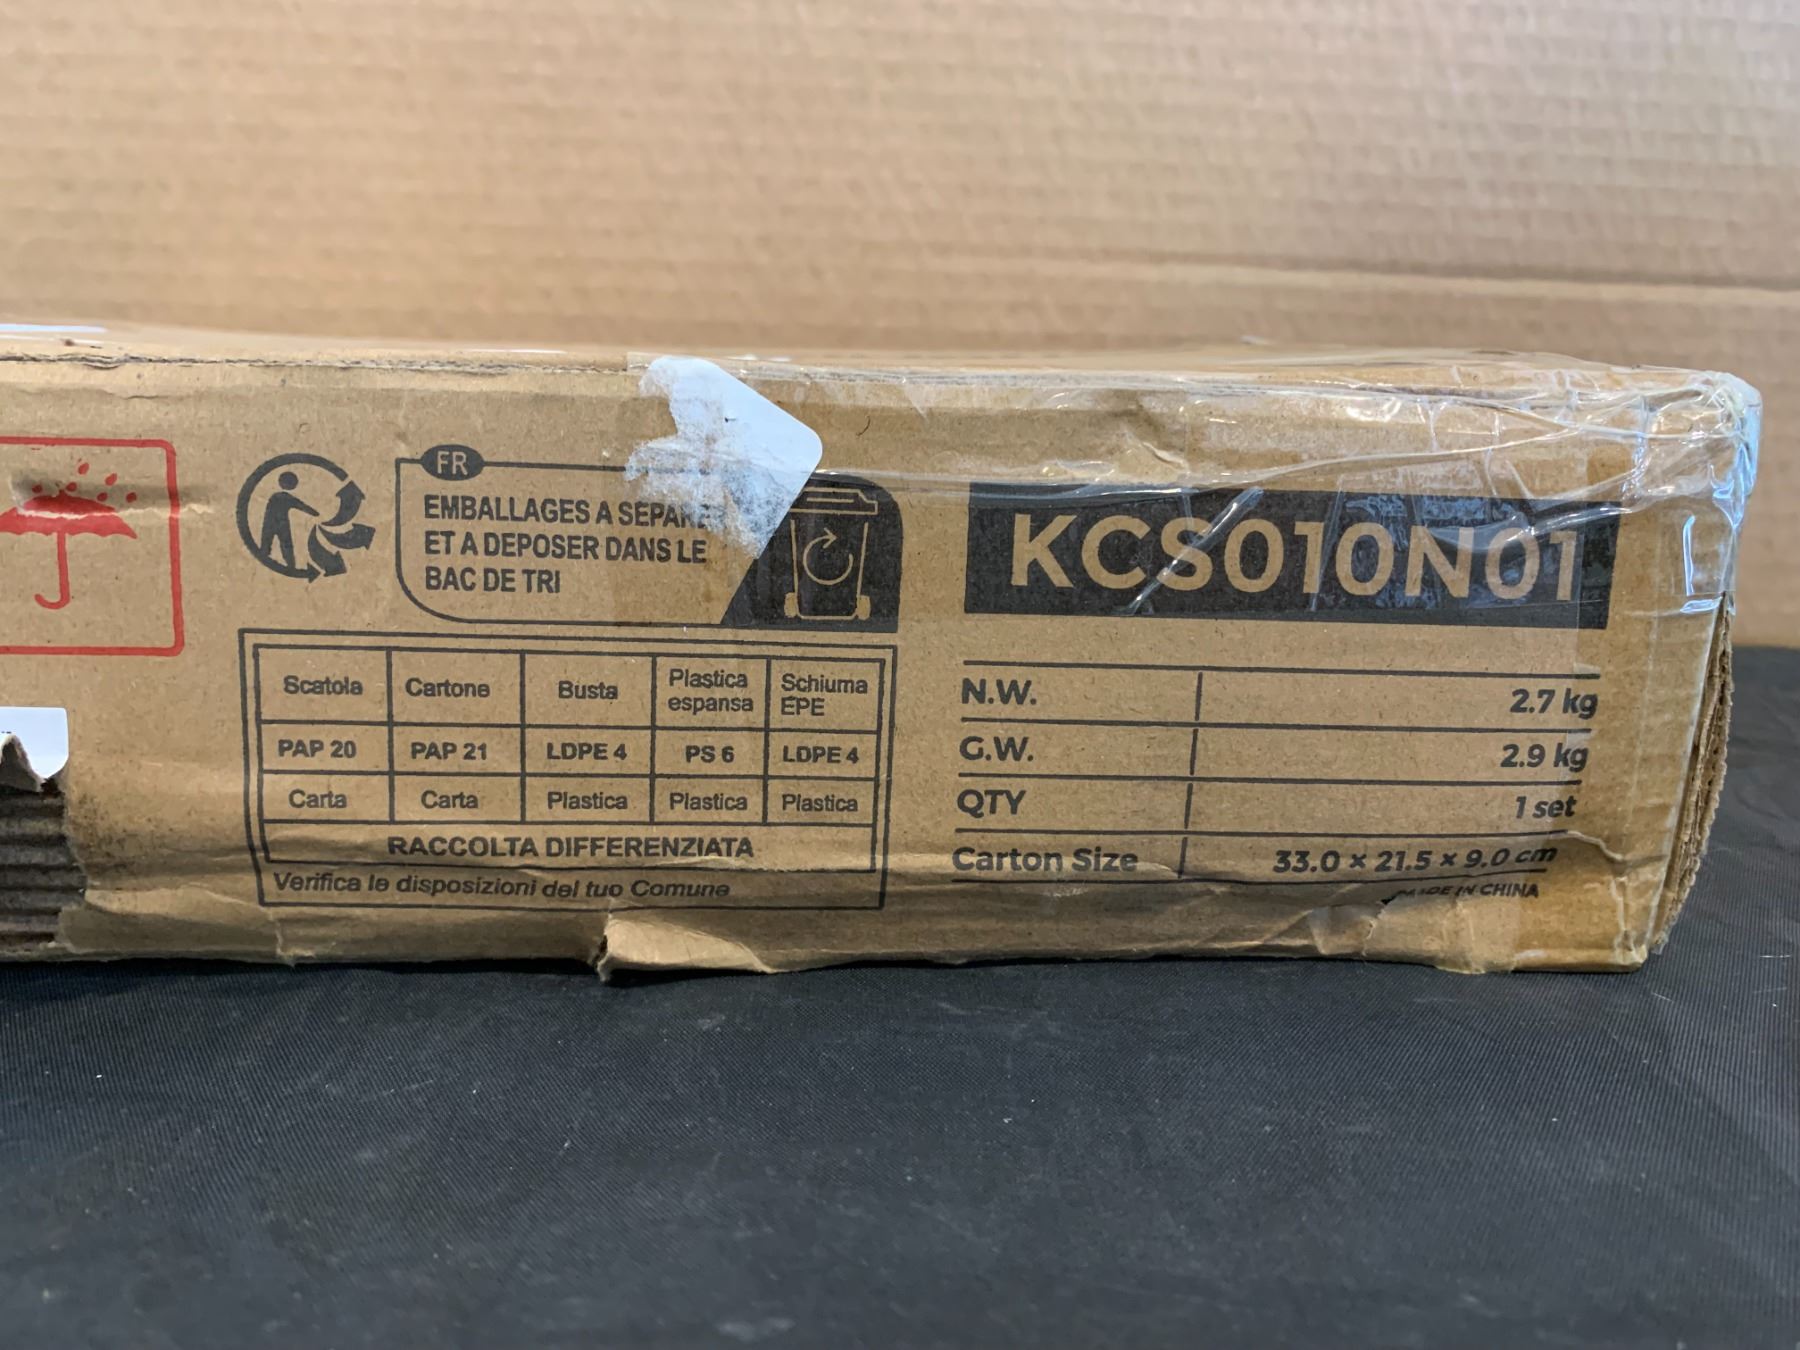 FR
EMBALLAGES A SÉPARE
ET A DEPOSER DANS LE
BAC DE TRI
Scatola Cartone Busta Plastica espansa Schiuma EPE
PAP 20 PAP 21 LDPE 4 PS 6 LDPE 4
Carta Carta Plastica Plastica Plastica
RACCOLTA DIFFERENZIATA
Verifica le disposizioni del tuo Comune
KCS010N01
N.W. 2.7 kg
G.W. 2.9 kg
QTY 1 set
Carton Size 33.0 × 21.5 × 9.0 cm
MADE IN CHINA